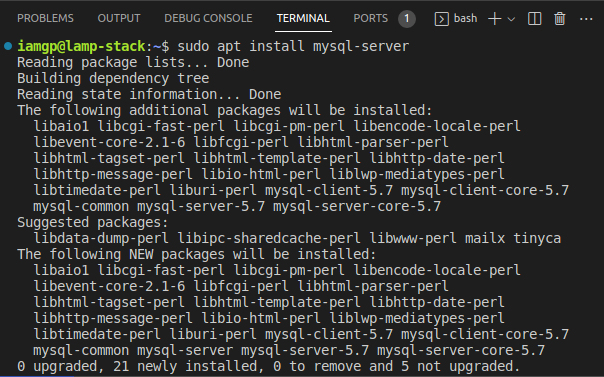 PROBLEMS OUTPUT DEBUG CONSOLE TERMINAL PORTS 1 bash
iamgp@lamp-stack:~$ sudo apt install mysql-server
Reading package lists... Done
Building dependency tree
Reading state information... Done
The following additional packages will be installed:
  libaio1 libcgi-fast-perl libcgi-pm-perl libencode-locale-perl
  libevent-core-2.1-6 libfcgi-perl libhtml-parser-perl
  libhtml-tagset-perl libhtml-template-perl libhttp-date-perl
  libhttp-message-perl libio-html-perl liblwp-mediatypes-perl
  libtimedate-perl liburi-perl mysql-client-5.7 mysql-client-core-5.7
  mysql-common mysql-server-5.7 mysql-server-core-5.7
Suggested packages:
  libdata-dump-perl libipc-sharedcache-perl libwww-perl mailx tinyca
The following NEW packages will be installed:
  libaio1 libcgi-fast-perl libcgi-pm-perl libencode-locale-perl
  libevent-core-2.1-6 libfcgi-perl libhtml-parser-perl
  libhtml-tagset-perl libhtml-template-perl libhttp-date-perl
  libhttp-message-perl libio-html-perl liblwp-mediatypes-perl
  libtimedate-perl liburi-perl mysql-client-5.7 mysql-client-core-5.7
  mysql-common mysql-server mysql-server-5.7 mysql-server-core-5.7
0 upgraded, 21 newly installed, 0 to remove and 5 not upgraded.